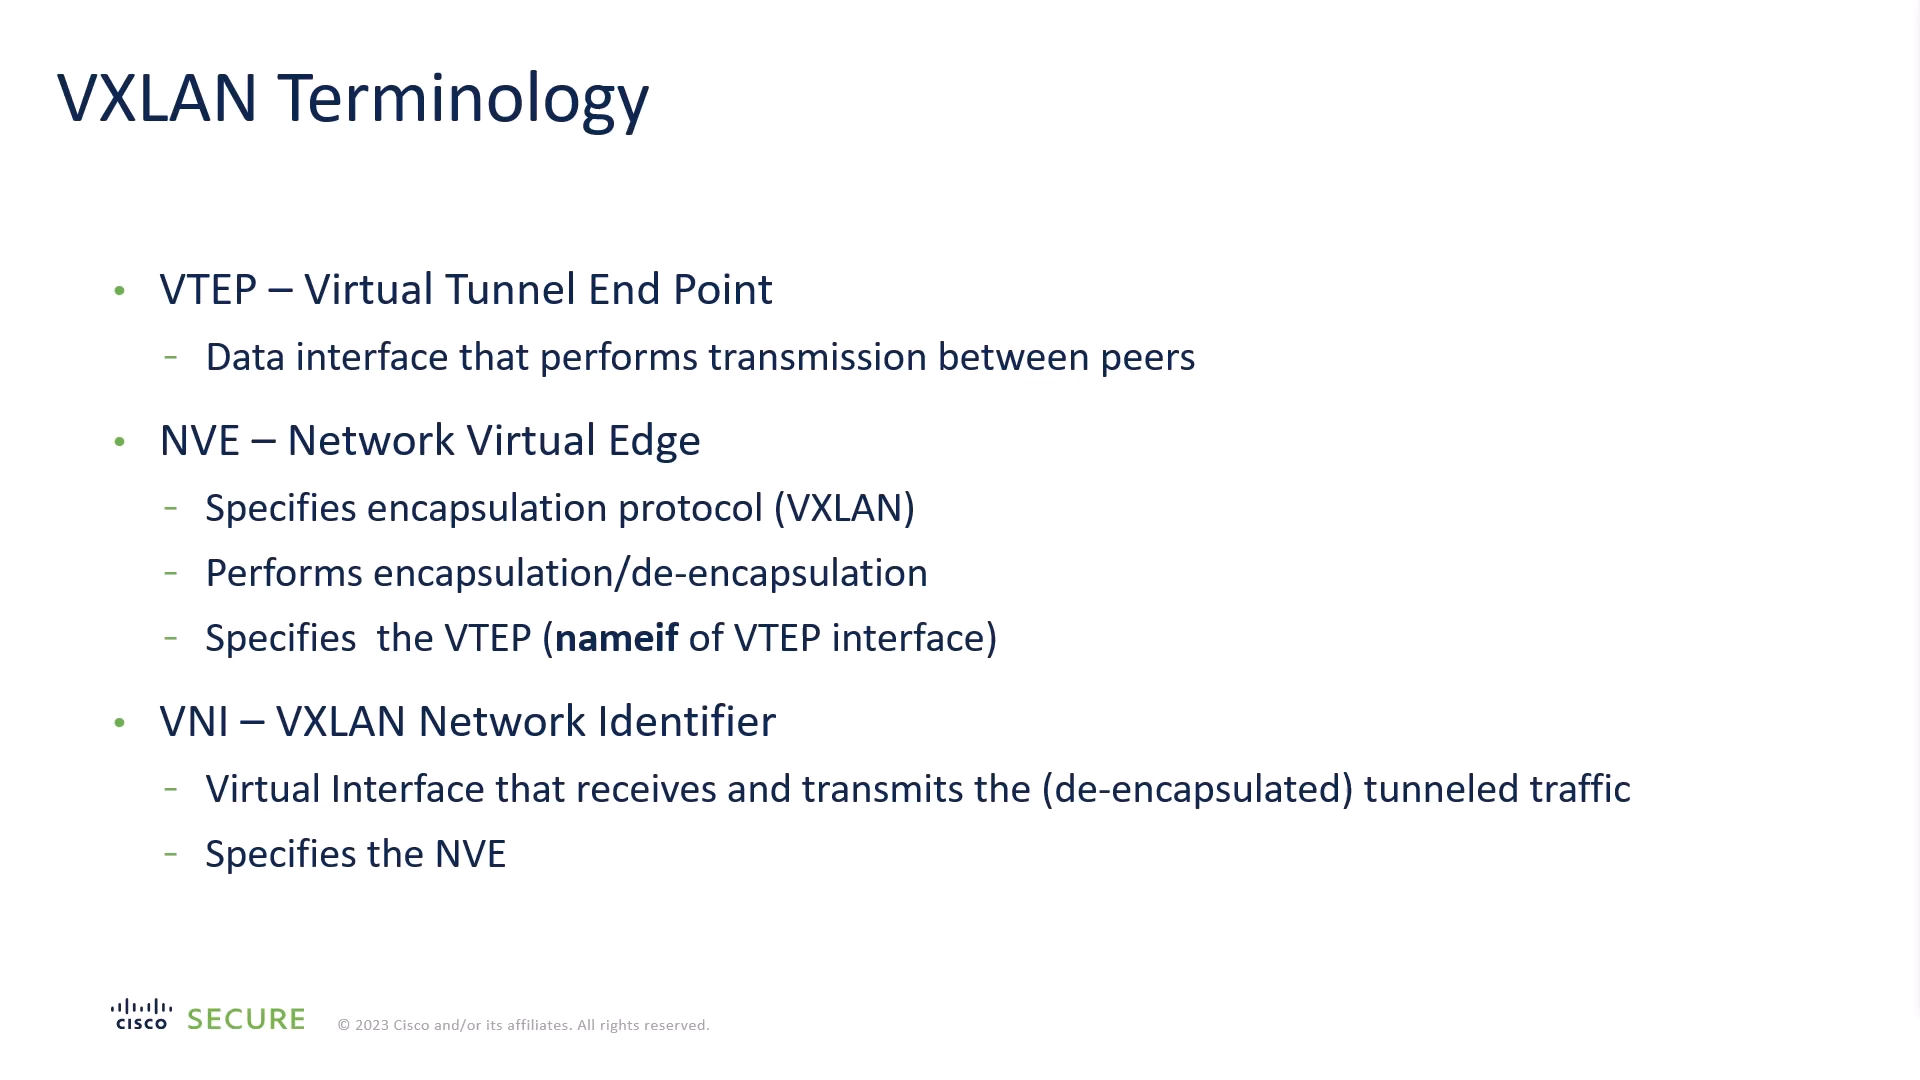 VXLAN Terminology
• VTEP – Virtual Tunnel End Point
- Data interface that performs transmission between peers
• NVE – Network Virtual Edge
- Specifies encapsulation protocol (VXLAN)
- Performs encapsulation/de-encapsulation
- Specifies  the VTEP (nameif of VTEP interface)
• VNI – VXLAN Network Identifier
- Virtual Interface that receives and transmits the (de-encapsulated) tunneled traffic
- Specifies the NVE
CISCO SECURE © 2023 Cisco and/or its affiliates. All rights reserved.